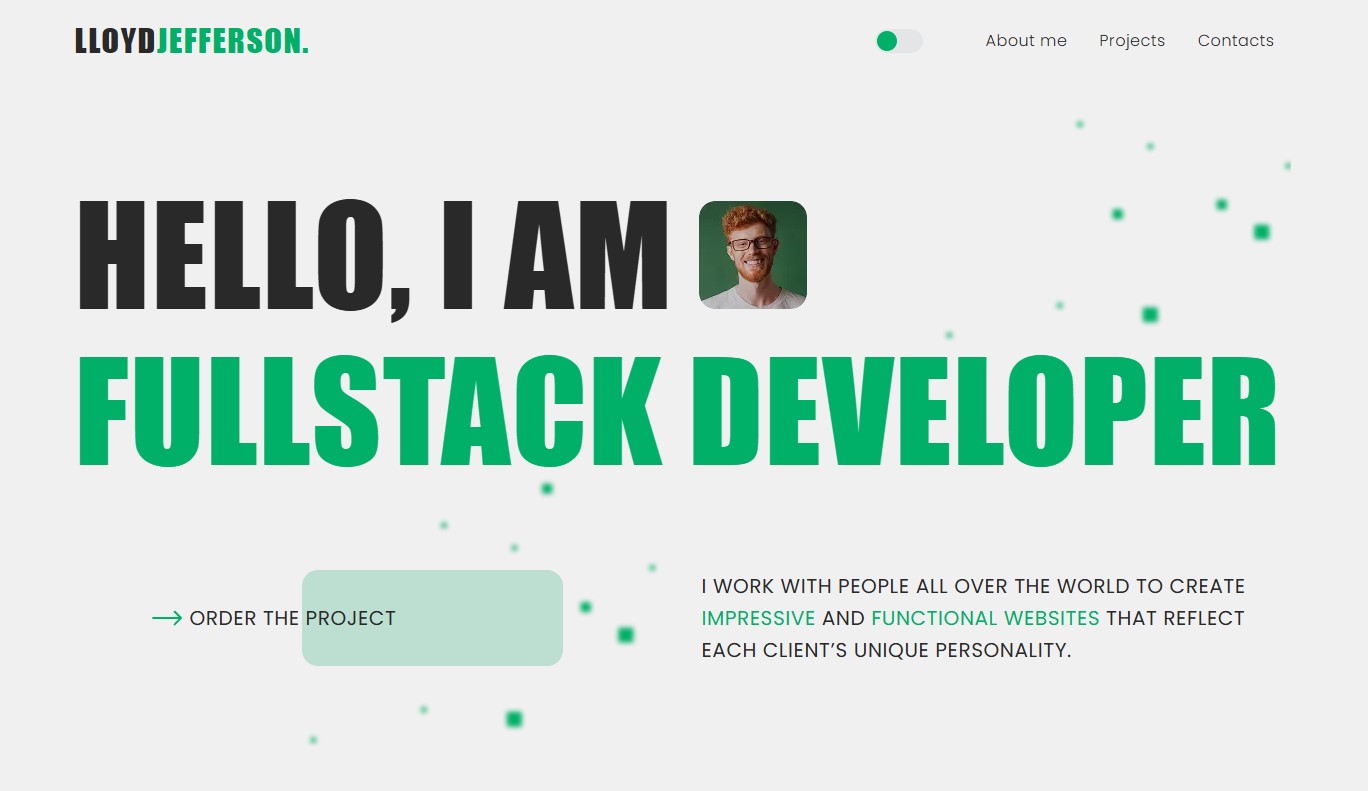 LLOYDJEFFERSON.
About me Projects Contacts
HELLO, I AM
FULLSTACK DEVELOPER
ORDER THE PROJECT
I WORK WITH PEOPLE ALL OVER THE WORLD TO CREATE
IMPRESSIVE AND FUNCTIONAL WEBSITES THAT REFLECT
EACH CLIENT’S UNIQUE PERSONALITY.